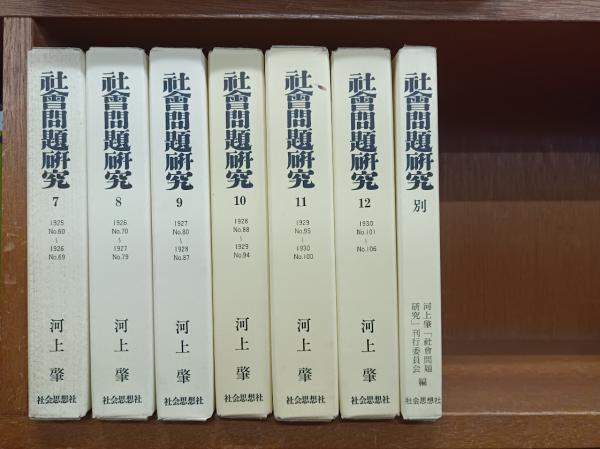 社會問題研究
7
1925
No.60
~
1926
No.69
河上肇
社会思想社
社會問題研究
8
1926
No.70
~
1927
No.79
河上肇
社会思想社
社會問題研究
9
1927
No.80
~
1928
No.87
河上肇
社会思想社
社會問題研究
10
1928
No.88
~
1929
No.94
河上肇
社会思想社
社會問題研究
11
1929
No.95
~
1930
No.100
河上肇
社会思想社
社會問題研究
12
1930
No.101
~
No.106
河上肇
社会思想社
社會問題研究
別
河上肇「社會問題
研究」刊行委員会 編
社会思想社